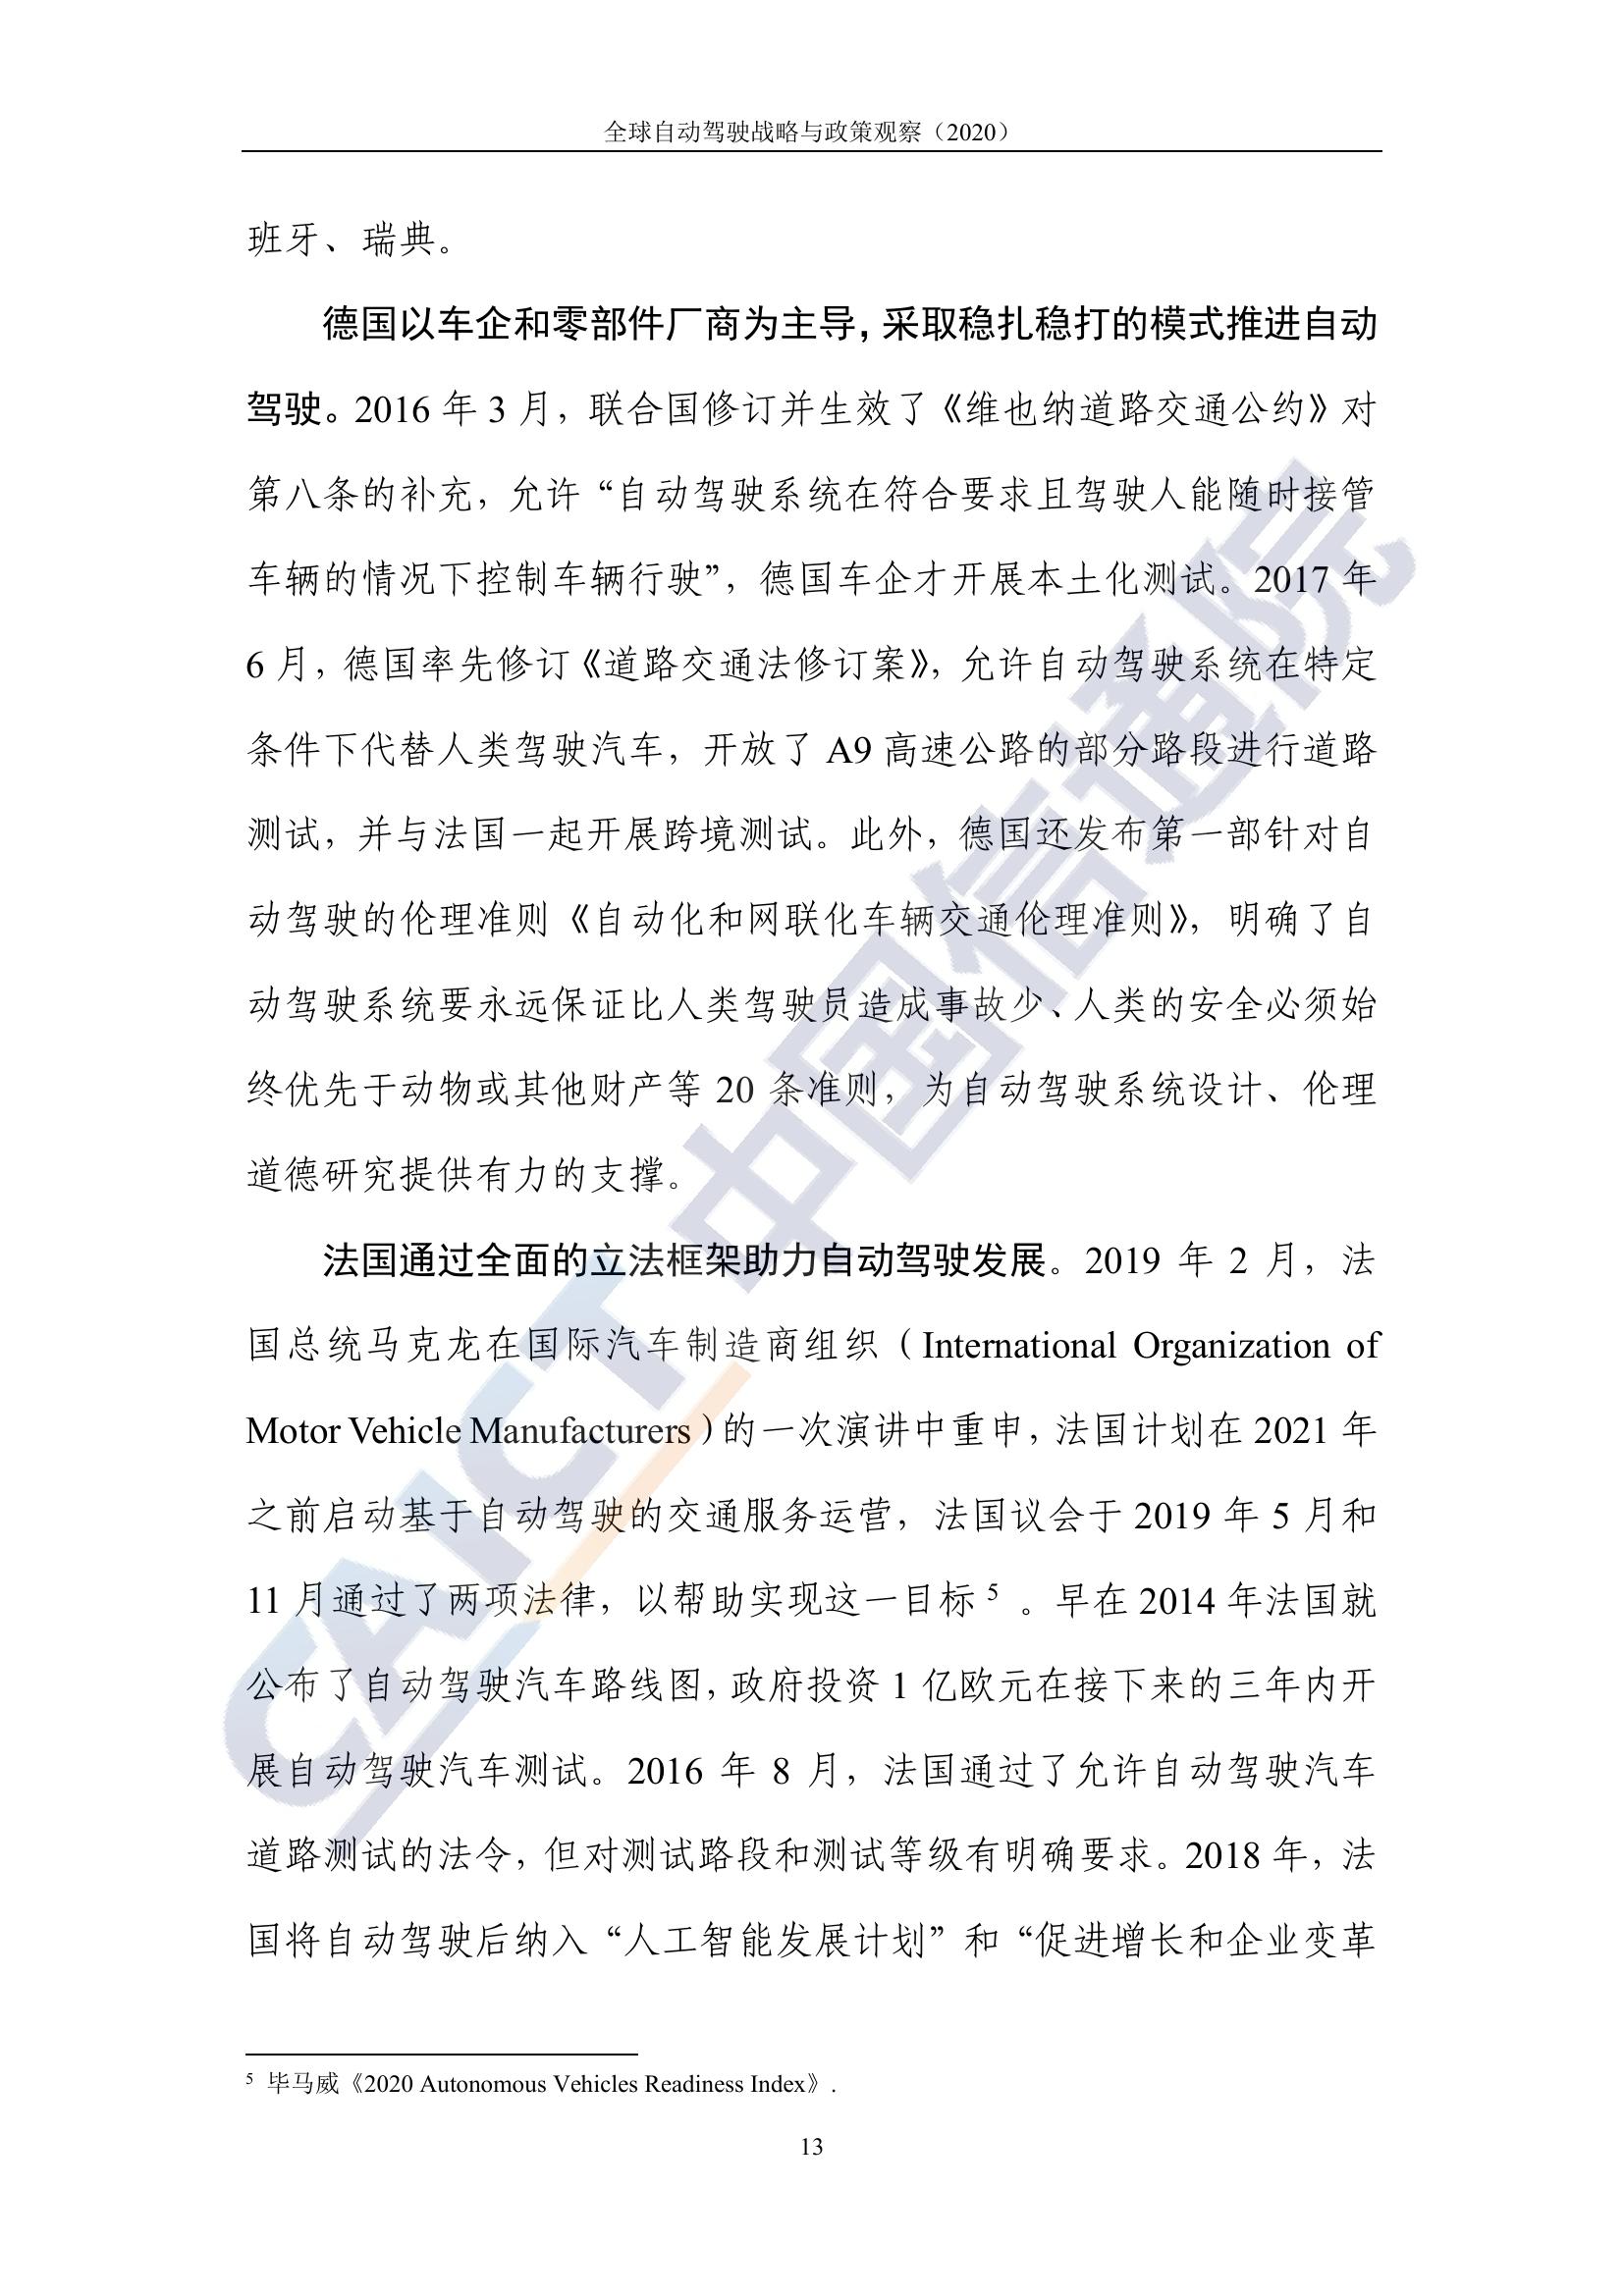 全球自动驾驶战略与政策观察（2020）
班牙、瑞典。
德国以车企和零部件厂商为主导，采取稳扎稳打的模式推进自动
驾驶。2016 年 3 月，联合国修订并生效了《维也纳道路交通公约》对
第八条的补充，允许“自动驾驶系统在符合要求且驾驶人能随时接管
车辆的情况下控制车辆行驶”，德国车企才开展本土化测试。2017 年
6 月，德国率先修订《道路交通法修订案》，允许自动驾驶系统在特定
条件下代替人类驾驶汽车，开放了 A9 高速公路的部分路段进行道路
测试，并与法国一起开展跨境测试。此外，德国还发布第一部针对自
动驾驶的伦理准则《自动化和网联化车辆交通伦理准则》，明确了自
动驾驶系统要永远保证比人类驾驶员造成事故少、人类的安全必须始
终优先于动物或其他财产等 20 条准则，为自动驾驶系统设计、伦理
道德研究提供有力的支撑。
法国通过全面的立法框架助力自动驾驶发展。2019 年 2 月，法
国总统马克龙在国际汽车制造商组织（International Organization of
Motor Vehicle Manufacturers）的一次演讲中重申，法国计划在 2021 年
之前启动基于自动驾驶的交通服务运营，法国议会于 2019 年 5 月和
11 月通过了两项法律，以帮助实现这一目标 5 。早在 2014 年法国就
公布了自动驾驶汽车路线图，政府投资 1 亿欧元在接下来的三年内开
展自动驾驶汽车测试。2016 年 8 月，法国通过了允许自动驾驶汽车
道路测试的法令，但对测试路段和测试等级有明确要求。2018 年，法
国将自动驾驶后纳入“人工智能发展计划”和“促进增长和企业变革
5 毕马威《2020 Autonomous Vehicles Readiness Index》.
13
CAICT 中国信通院